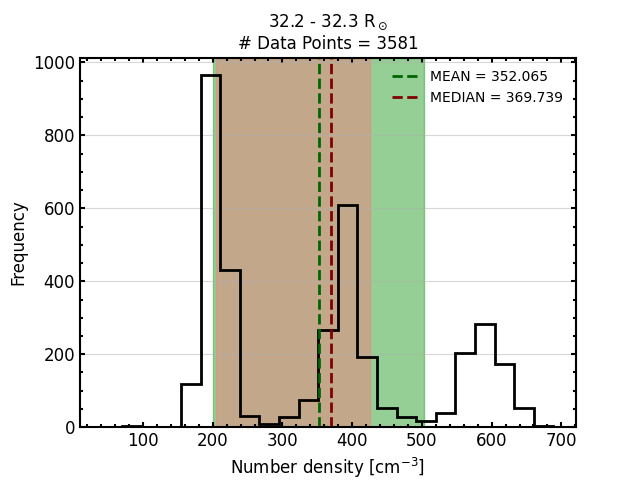 32.2 - 32.3 R⊙
# Data Points = 3581
MEAN = 352.065
MEDIAN = 369.739
Frequency
1000
800
600
400
200
0
100 200 300 400 500 600 700
Number density [cm⁻³]